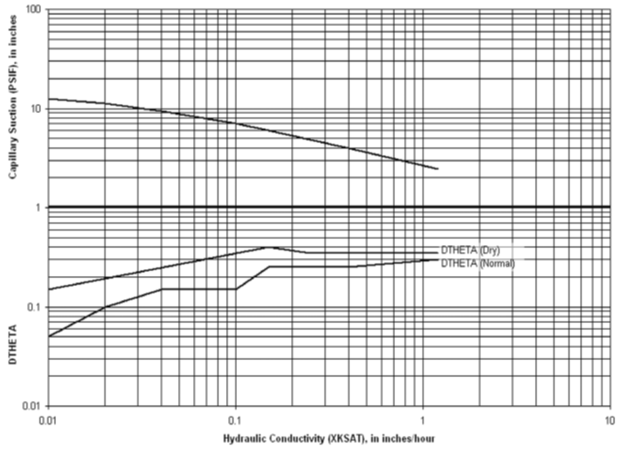 100
10
1
0.1
0.01
Capillary Suction (PSIF), in inches
DTHETA
DTHETA (Dry)
DTHETA (Normal)
0.01
0.1
1
10
Hydraulic Conductivity (XKSAT), in inches/hour